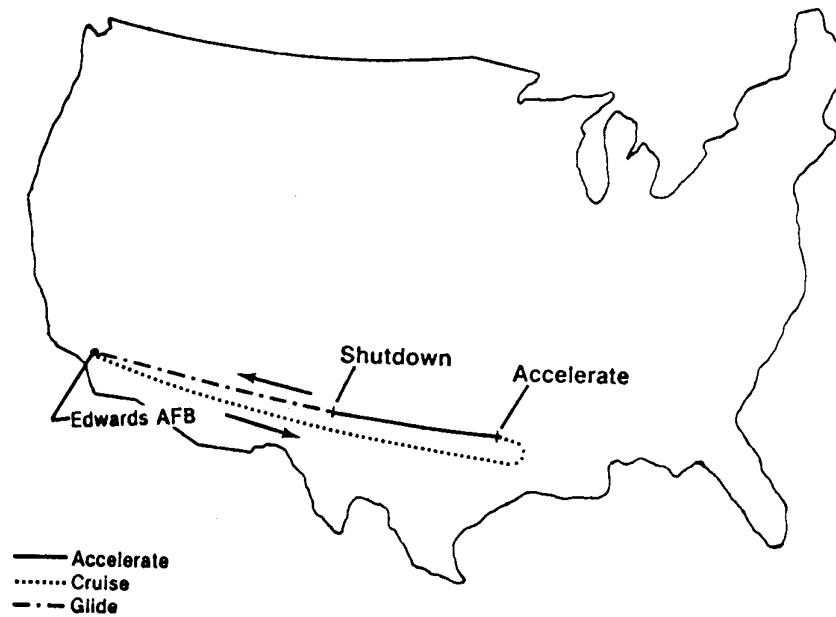 Shutdown
Accelerate
Edwards AFB
Accelerate
Cruise
Glide